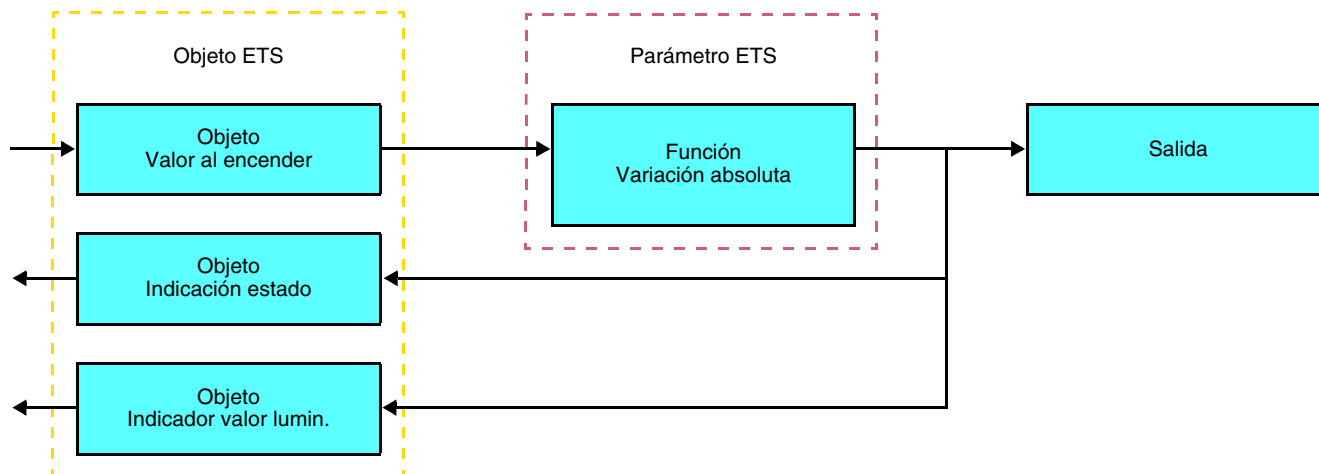 Objeto ETS
Parámetro ETS
Objeto
Valor al encender
Función
Variación absoluta
Salida
Objeto
Indicación estado
Objeto
Indicador valor lumin.